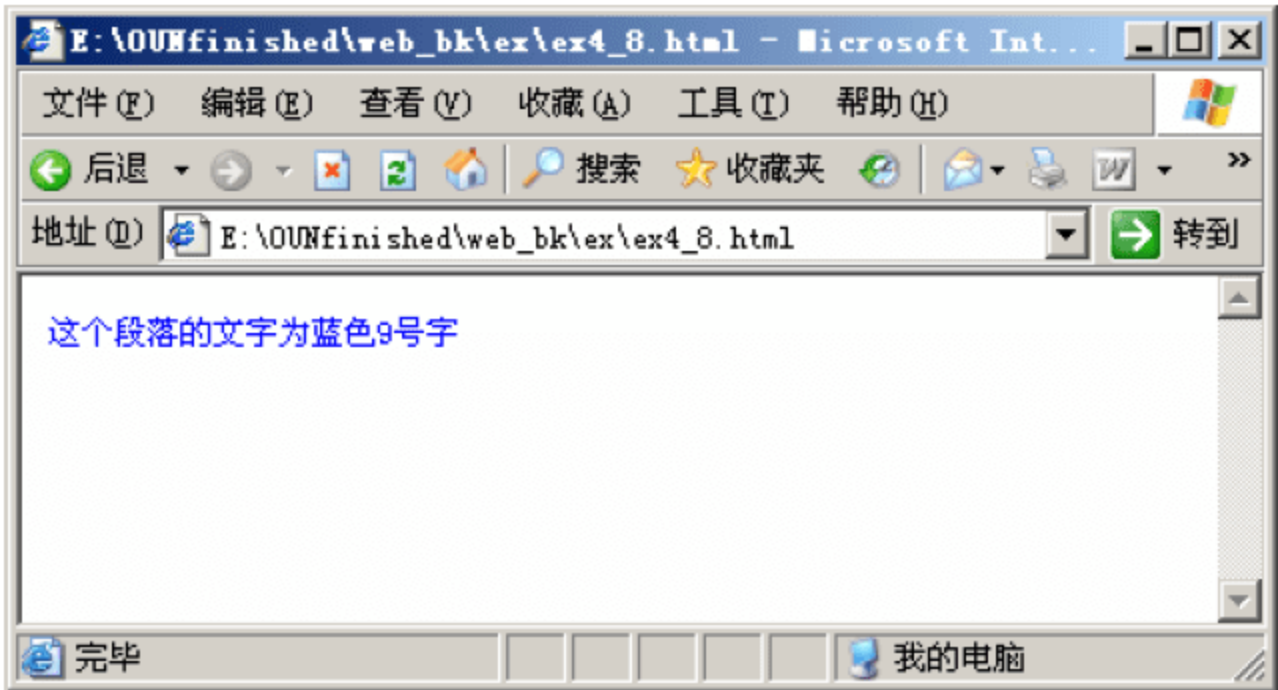 E:\OUNfinished\web_bk\ex\ex4_8.html - Microsoft Int...
文件(F) 编辑(E) 查看(V) 收藏(A) 工具(T) 帮助(H)
后退 搜索 收藏夹 W »
地址(D) E:\OUNfinished\web_bk\ex\ex4_8.html 转到
这个段落的文字为蓝色9号字
完毕 我的电脑